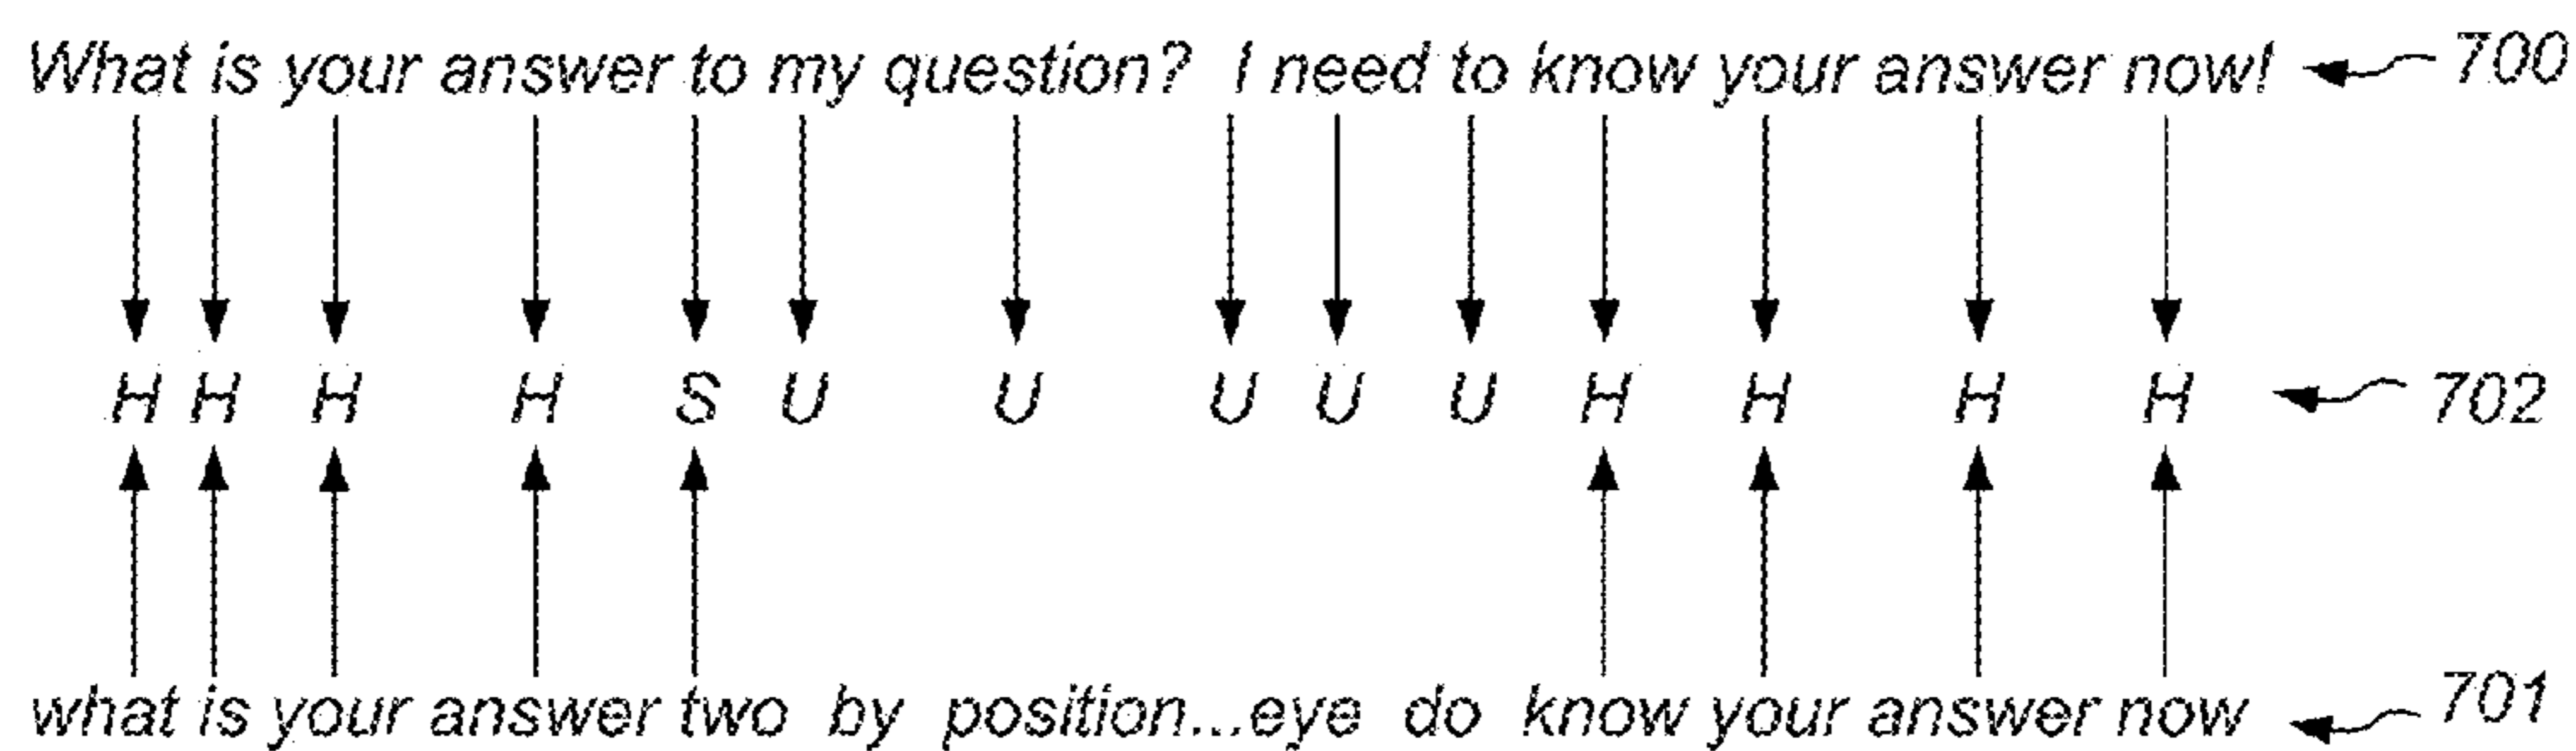 What is your answer to my question? I need to know your answer now! 700
H H H H S U U U U U H H H H 702
what is your answer two by position...eye do know your answer now 701